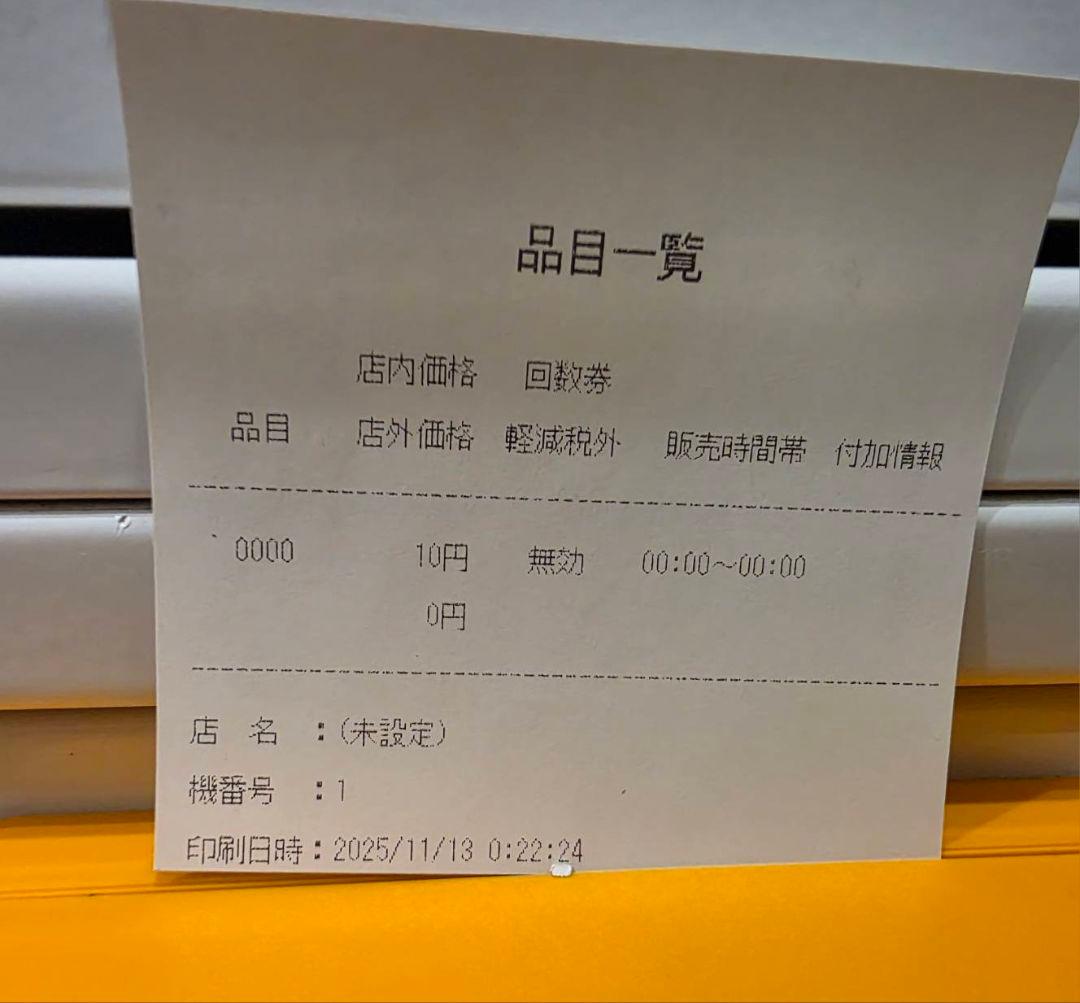 品目一覧
店内価格 回数券
品目 店外価格 軽減税外 販売時間帯 付加情報
0000 10円 無効 00:00～00:00
0円
店 名 :(未設定)
機番号 :1
印刷日時:2025/11/13 0:22:24